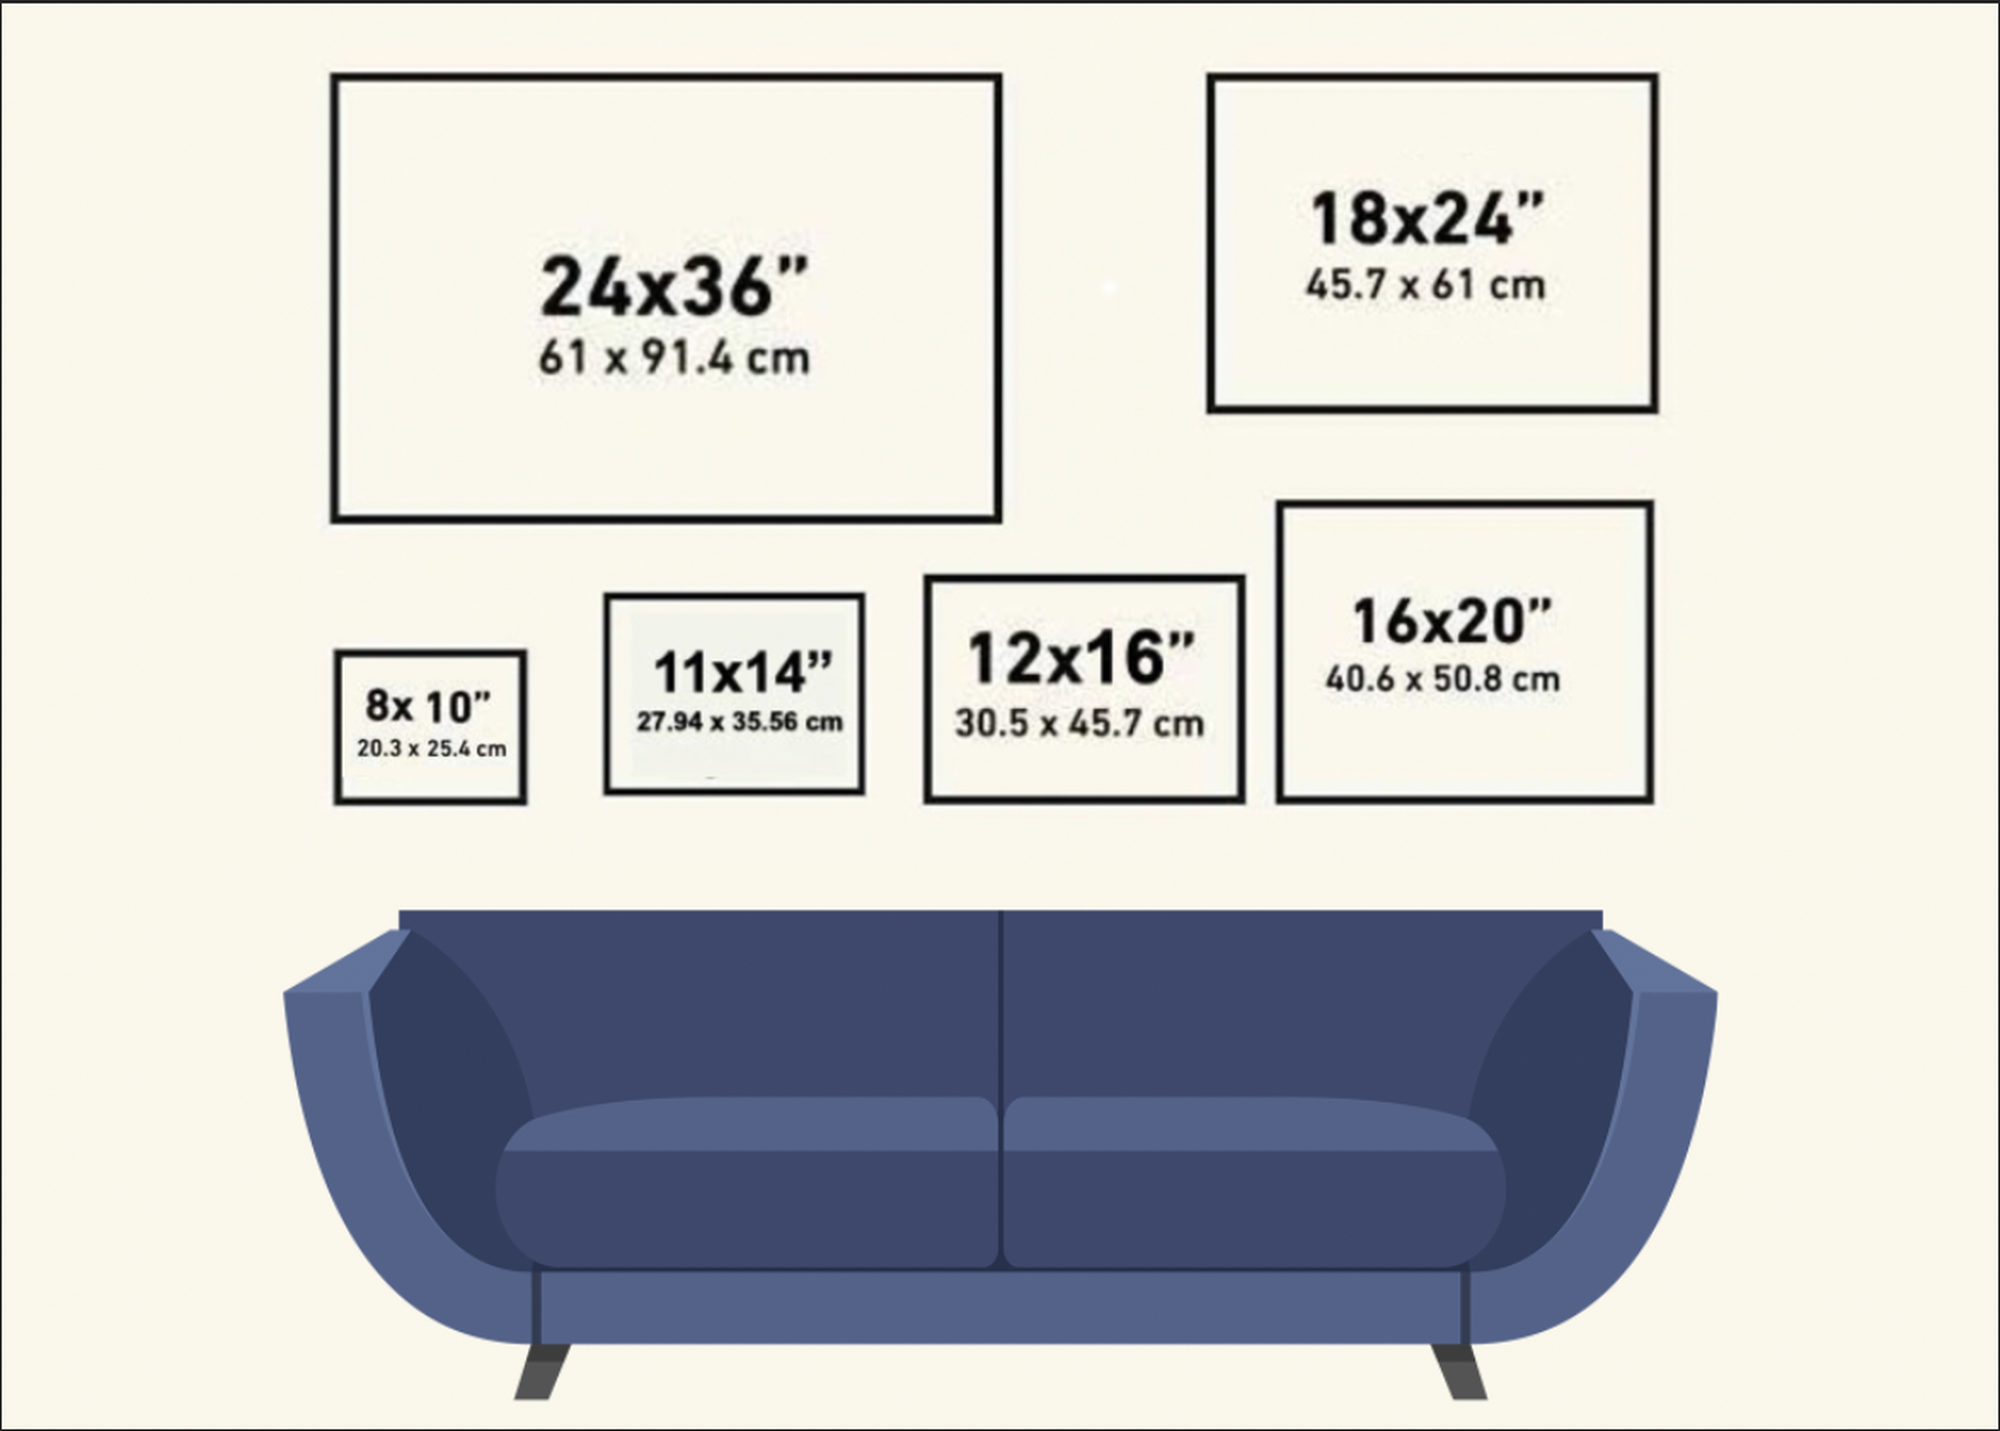 24x36”
61 x 91.4 cm
18x24”
45.7 x 61 cm
8x 10”
20.3 x 25.4 cm
11x14”
27.94 x 35.56 cm
12x16”
30.5 x 45.7 cm
16x20”
40.6 x 50.8 cm